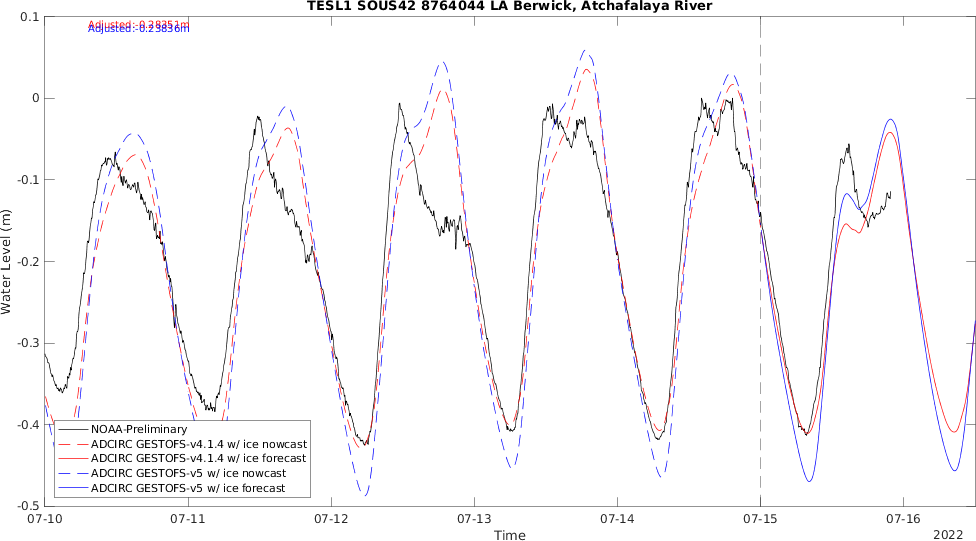 TESL1 SOUS42 8764044 LA Berwick, Atchafalaya River
Adjusted:-0.28351m
Adjusted:-0.23836m
0.1
0
-0.1
-0.2
-0.3
-0.4
-0.5
Water Level (m)
NOAA-Preliminary
ADCIRC GESTOFS-v4.1.4 w/ ice nowcast
ADCIRC GESTOFS-v4.1.4 w/ ice forecast
ADCIRC GESTOFS-v5 w/ ice nowcast
ADCIRC GESTOFS-v5 w/ ice forecast
07-10 07-11 07-12 07-13 07-14 07-15 07-16
Time
2022